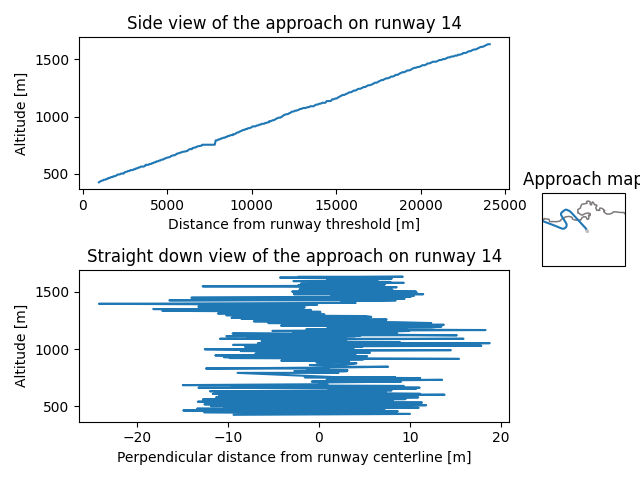 Side view of the approach on runway 14
Altitude [m]
1500
1000
500
0 5000 10000 15000 20000 25000
Distance from runway threshold [m]
Approach map
Straight down view of the approach on runway 14
Altitude [m]
1500
1000
500
−20 −10 0 10 20
Perpendicular distance from runway centerline [m]